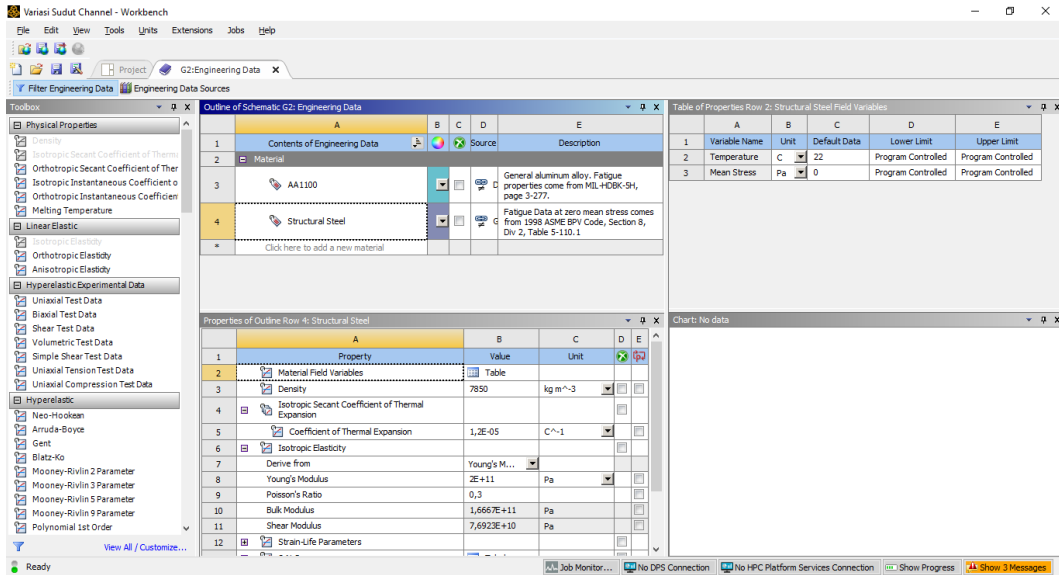 Variasi Sudut Channel - Workbench
File Edit View Tools Units Extensions Jobs Help
Project G2:Engineering Data
Filter Engineering Data Engineering Data Sources
Toolbox
Physical Properties
Density
Isotropic Secant Coefficient of Therm
Orthotropic Secant Coefficient of Ther
Isotropic Instantaneous Coefficient o
Orthotropic Instantaneous Coefficien
Melting Temperature
Linear Elastic
Isotropic Elasticity
Orthotropic Elasticity
Anisotropic Elasticity
Hyperelastic Experimental Data
Uniaxial Test Data
Biaxial Test Data
Shear Test Data
Volumetric Test Data
Simple Shear Test Data
Uniaxial Tension Test Data
Uniaxial Compression Test Data
Hyperelastic
Neo-Hookean
Arruda-Boyce
Gent
Blatz-Ko
Mooney-Rivlin 2 Parameter
Mooney-Rivlin 3 Parameter
Mooney-Rivlin 5 Parameter
Mooney-Rivlin 9 Parameter
Polynomial 1st Order
View All / Customize...
Outline of Schematic G2: Engineering Data
A B C D E
1 Contents of Engineering Data Source Description
2 Material
3 AA1100 D General aluminum alloy. Fatigue
properties come from MIL-HDBK-5H,
page 3-277.
4 Structural Steel G Fatigue Data at zero mean stress comes
from 1998 ASME BPV Code, Section 8,
Div 2, Table 5-110.1
* Click here to add a new material
Properties of Outline Row 4: Structural Steel
A B C D E
1 Property Value Unit
2 Material Field Variables Table
3 Density 7850 kg m^-3
4 Isotropic Secant Coefficient of Thermal
Expansion
5 Coefficient of Thermal Expansion 1,2E-05 C^-1
6 Isotropic Elasticity
7 Derive from Young's M...
8 Young's Modulus 2E+11 Pa
9 Poisson's Ratio 0,3
10 Bulk Modulus 1,6667E+11 Pa
11 Shear Modulus 7,6923E+10 Pa
12 Strain-Life Parameters
Table of Properties Row 2: Structural Steel Field Variables
A B C D E
1 Variable Name Unit Default Data Lower Limit Upper Limit
2 Temperature C 22 Program Controlled Program Controlled
3 Mean Stress Pa 0 Program Controlled Program Controlled
Chart: No data
Ready
Job Monitor... No DPS Connection No HPC Platform Services Connection Show Progress Show 3 Messages